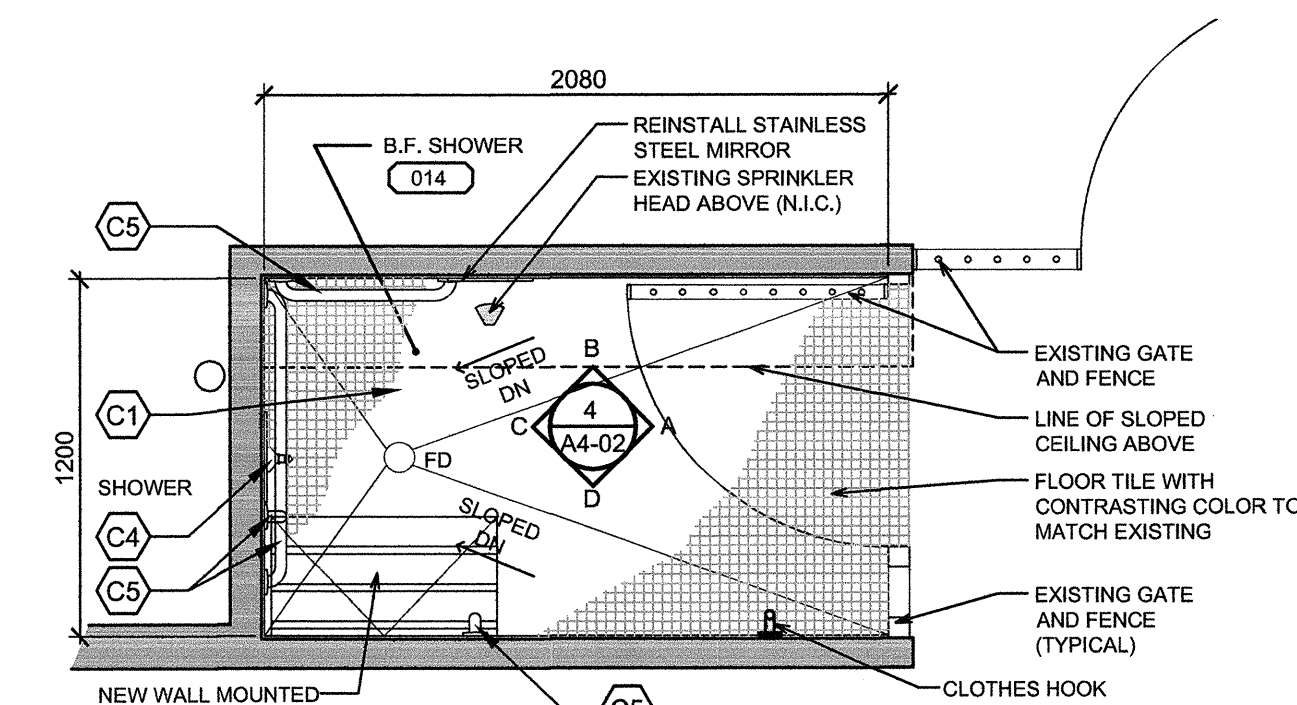 2080
B.F. SHOWER
014
REINSTALL STAINLESS
STEEL MIRROR
EXISTING SPRINKLER
HEAD ABOVE (N.I.C.)
C5
SLOPED
DN
B
4
C
A
A4-02
D
EXISTING GATE
AND FENCE
C1
LINE OF SLOPED
CEILING ABOVE
1200
FD
SHOWER
C4
C5
SLOPED
DN
FLOOR TILE WITH
CONTRASTING COLOR TO
MATCH EXISTING
EXISTING GATE
AND FENCE
(TYPICAL)
NEW WALL MOUNTED
C5
CLOTHES HOOK